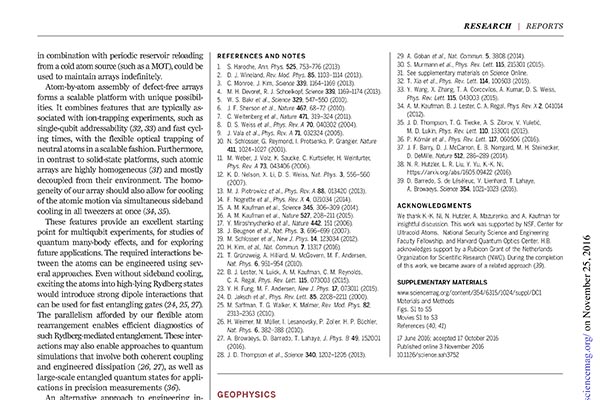 RESEARCH | REPORTS
in combination with periodic reservoir reloading
from a cold atom source (such as a MOT), could be
used to maintain arrays indefinitely.
Atom-by-atom assembly of defect-free arrays
forms a scalable platform with unique possibili-
ties. It combines features that are typically as-
sociated with ion-trapping experiments, such as
single-qubit addressability (32, 33) and fast cycl-
ing times, with the flexible optical trapping of
neutral atoms in a scalable fashion. Furthermore,
in contrast to solid-state platforms, such atomic
arrays are highly homogeneous (31) and mostly
decoupled from their environment. The homo-
geneity of our array should also allow for cooling
of the atomic motion via simultaneous sideband
cooling in all tweezers at once (34, 35).
These features provide an excellent starting
point for multiqubit experiments, for studies of
quantum many-body effects, and for exploring
future applications. The required interactions be-
tween the atoms can be engineered using sev-
eral approaches. Even without sideband cooling,
exciting the atoms into high-lying Rydberg states
would introduce strong dipole interactions that
can be used for fast entangling gates (24, 25, 27).
The parallelism afforded by our flexible atom
rearrangement enables efficient diagnostics of
such Rydberg-mediated entanglement. These inter-
actions may also enable approaches to quantum
simulations that involve both coherent coupling
and engineered dissipation (26, 27), as well as
large-scale entangled quantum states for appli-
cations in precision measurements (36).
An alternative approach to engineering in-
REFERENCES AND NOTES
1. S. Haroche, Ann. Phys. 525, 753–776 (2013).
2. D. J. Wineland, Rev. Mod. Phys. 85, 1103–1114 (2013).
3. C. Monroe, J. Kim, Science 339, 1164–1169 (2013).
4. M. H. Devoret, R. J. Schoelkopf, Science 339, 1169–1174 (2013).
5. W. S. Bakr et al., Science 329, 547–550 (2010).
6. J. F. Sherson et al., Nature 467, 68–72 (2010).
7. C. Weitenberg et al., Nature 471, 319–324 (2011).
8. D. S. Weiss et al., Phys. Rev. A 70, 040302 (2004).
9. J. Vala et al., Phys. Rev. A 71, 032324 (2005).
10. N. Schlosser, G. Reymond, I. Protsenko, P. Grangier, Nature
411, 1024–1027 (2001).
11. M. Weber, J. Volz, K. Saucke, C. Kurtsiefer, H. Weinfurter,
Phys. Rev. A 73, 043406 (2006).
12. K. D. Nelson, X. Li, D. S. Weiss, Nat. Phys. 3, 556–560
(2007).
13. M. J. Piotrowicz et al., Phys. Rev. A 88, 013420 (2013).
14. F. Nogrette et al., Phys. Rev. X 4, 021034 (2014).
15. A. M. Kaufman et al., Science 345, 306–309 (2014).
16. A. M. Kaufman et al., Nature 527, 208–211 (2015).
17. Y. Miroshnychenko et al., Nature 442, 151 (2006).
18. J. Beugnon et al., Nat. Phys. 3, 696–699 (2007).
19. M. Schlosser et al., New J. Phys. 14, 123034 (2012).
20. H. Kim, et al., Nat. Commun. 7, 13317 (2016).
21. T. Grünzweig, A. Hilliard, M. McGovern, M. F. Andersen,
Nat. Phys. 6, 951–954 (2010).
22. B. J. Lester, N. Luick, A. M. Kaufman, C. M. Reynolds,
C. A. Regal, Phys. Rev. Lett. 115, 073003 (2015).
23. Y. H. Fung, M. F. Andersen, New J. Phys. 17, 073011 (2015).
24. D. Jaksch et al., Phys. Rev. Lett. 85, 2208–2211 (2000).
25. M. Saffman, T. G. Walker, K. Mølmer, Rev. Mod. Phys. 82,
2313–2363 (2010).
26. H. Weimer, M. Müller, I. Lesanovsky, P. Zoller, H. P. Büchler,
Nat. Phys. 6, 382–388 (2010).
27. A. Browaeys, D. Barredo, T. Lahaye, J. Phys. B 49, 152001
(2016).
28. J. D. Thompson et al., Science 340, 1202–1205 (2013).
GEOPHYSICS
29. A. Goban et al., Nat. Commun. 5, 3808 (2014).
30. S. Murmann et al., Phys. Rev. Lett. 115, 215301 (2015).
31. See supplementary materials on Science Online.
32. T. Xia et al., Phys. Rev. Lett. 114, 100503 (2015).
33. Y. Wang, X. Zhang, T. A. Corcovilos, A. Kumar, D. S. Weiss,
Phys. Rev. Lett. 115, 043003 (2015).
34. A. M. Kaufman, B. J. Lester, C. A. Regal, Phys. Rev. X 2, 041014
(2012).
35. J. D. Thompson, T. G. Tiecke, A. S. Zibrov, V. Vuletić,
M. D. Lukin, Phys. Rev. Lett. 110, 133001 (2013).
36. P. Kómár et al., Phys. Rev. Lett. 117, 060506 (2016).
37. J. F. Barry, D. J. McCarron, E. B. Norrgard, M. H. Steinecker,
D. DeMille, Nature 512, 286–289 (2014).
38. N. R. Hutzler, L. R. Liu, Y. Yu, K.-K. Ni,
https://arxiv.org/abs/1605.09422 (2016).
39. D. Barredo, S. de Léséleuc, V. Lienhard, T. Lahaye,
A. Browaeys, Science 354, 1021–1023 (2016).
ACKNOWLEDGMENTS
We thank K.-K. Ni, N. Hutzler, A. Mazurenko, and A. Kaufman for
insightful discussion. This work was supported by NSF, Center for
Ultracold Atoms, National Security Science and Engineering
Faculty Fellowship, and Harvard Quantum Optics Center. H.B.
acknowledges support by a Rubicon Grant of the Netherlands
Organization for Scientific Research (NWO). During the completion
of this work, we became aware of a related approach (39).
SUPPLEMENTARY MATERIALS
www.sciencemag.org/content/354/6315/1024/suppl/DC1
Materials and Methods
Figs. S1 to S5
Movies S1 to S3
References (40, 41)
17 June 2016; accepted 17 October 2016
Published online 3 November 2016
10.1126/science.aah3752
sciencemag.org/ on November 25, 2016